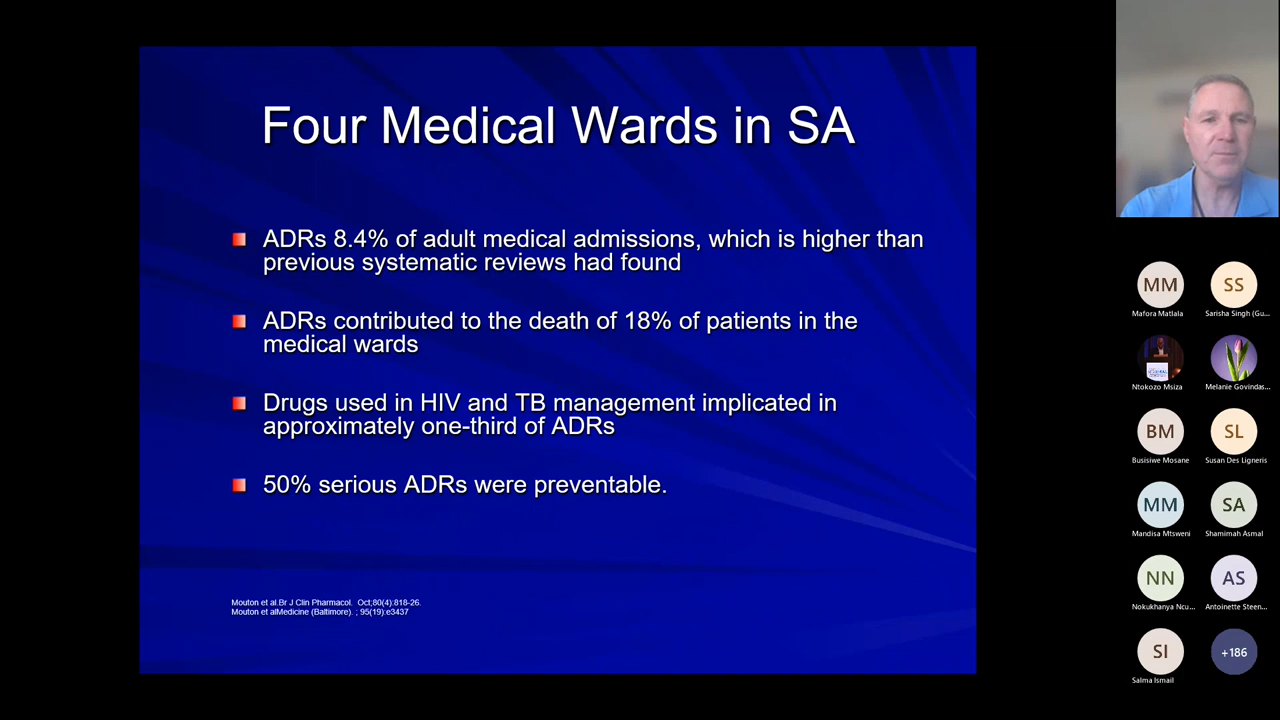 Four Medical Wards in SA
ADRs 8.4% of adult medical admissions, which is higher than
previous systematic reviews had found
ADRs contributed to the death of 18% of patients in the
medical wards
Drugs used in HIV and TB management implicated in
approximately one-third of ADRs
50% serious ADRs were preventable.
Mouton et al.Br J Clin Pharmacol. Oct;80(4):818-26.
Mouton etalMedicine (Baltimore). ; 95(19):e3437
MM
Mafora Matlala
SS
Sarisha Singh (Gu...
Ntokozo Msiza
Melanie Govindas...
BM
Busisiwe Mosane
SL
Susan Des Ligneris
MM
Mandisa Mtsweni
SA
Shamimah Asmal
NN
Nokukhanya Ncu...
AS
Antoinette Steen...
SI
Salma Ismail
+186